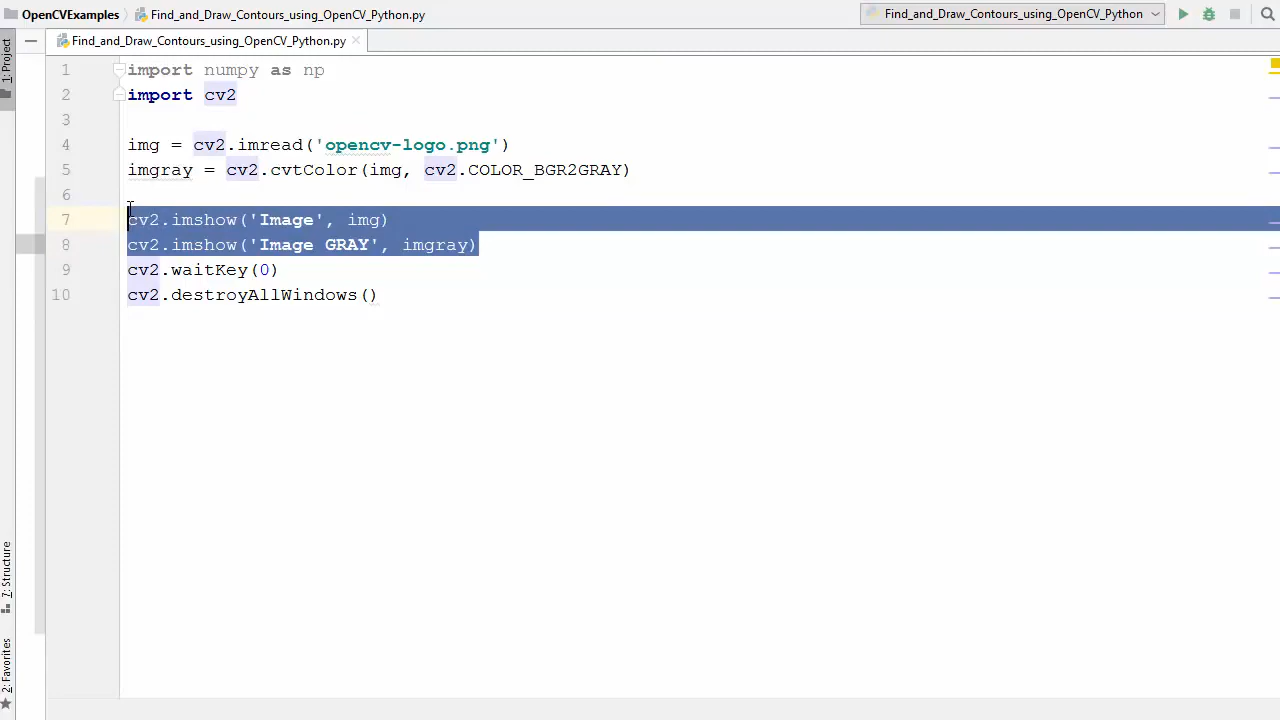 OpenCVExamples Find_and_Draw_Contours_using_OpenCV_Python.py
Find_and_Draw_Contours_using_OpenCV_Python
Find_and_Draw_Contours_using_OpenCV_Python.py
1: Project
1 import numpy as np
2 import cv2
3
4 img = cv2.imread('opencv-logo.png')
5 imgray = cv2.cvtColor(img, cv2.COLOR_BGR2GRAY)
6
7 cv2.imshow('Image', img)
8 cv2.imshow('Image GRAY', imgray)
9 cv2.waitKey(0)
10 cv2.destroyAllWindows()
7: Structure
2: Favorites